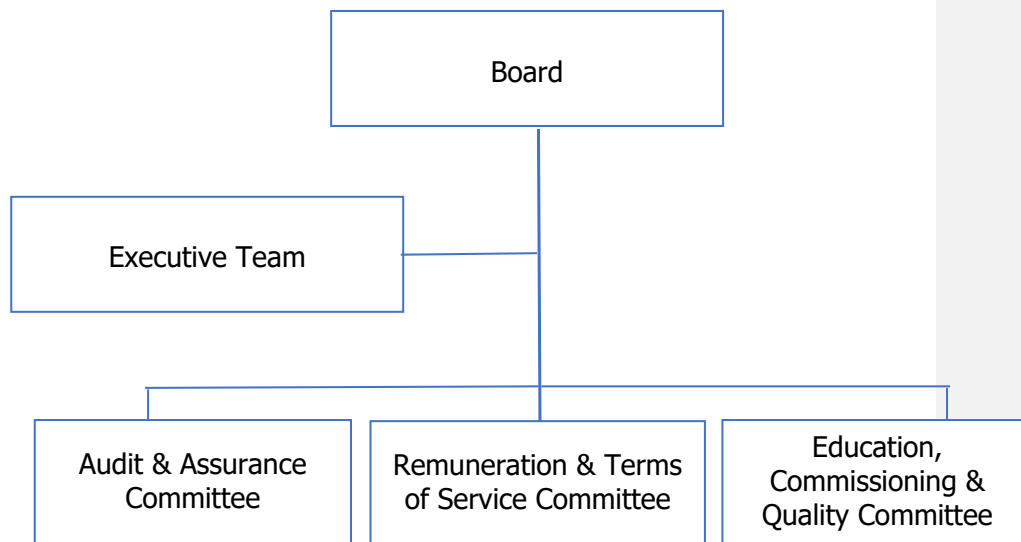 Board
Executive Team
Audit & Assurance
Committee
Remuneration & Terms
of Service Committee
Education,
Commissioning &
Quality Committee